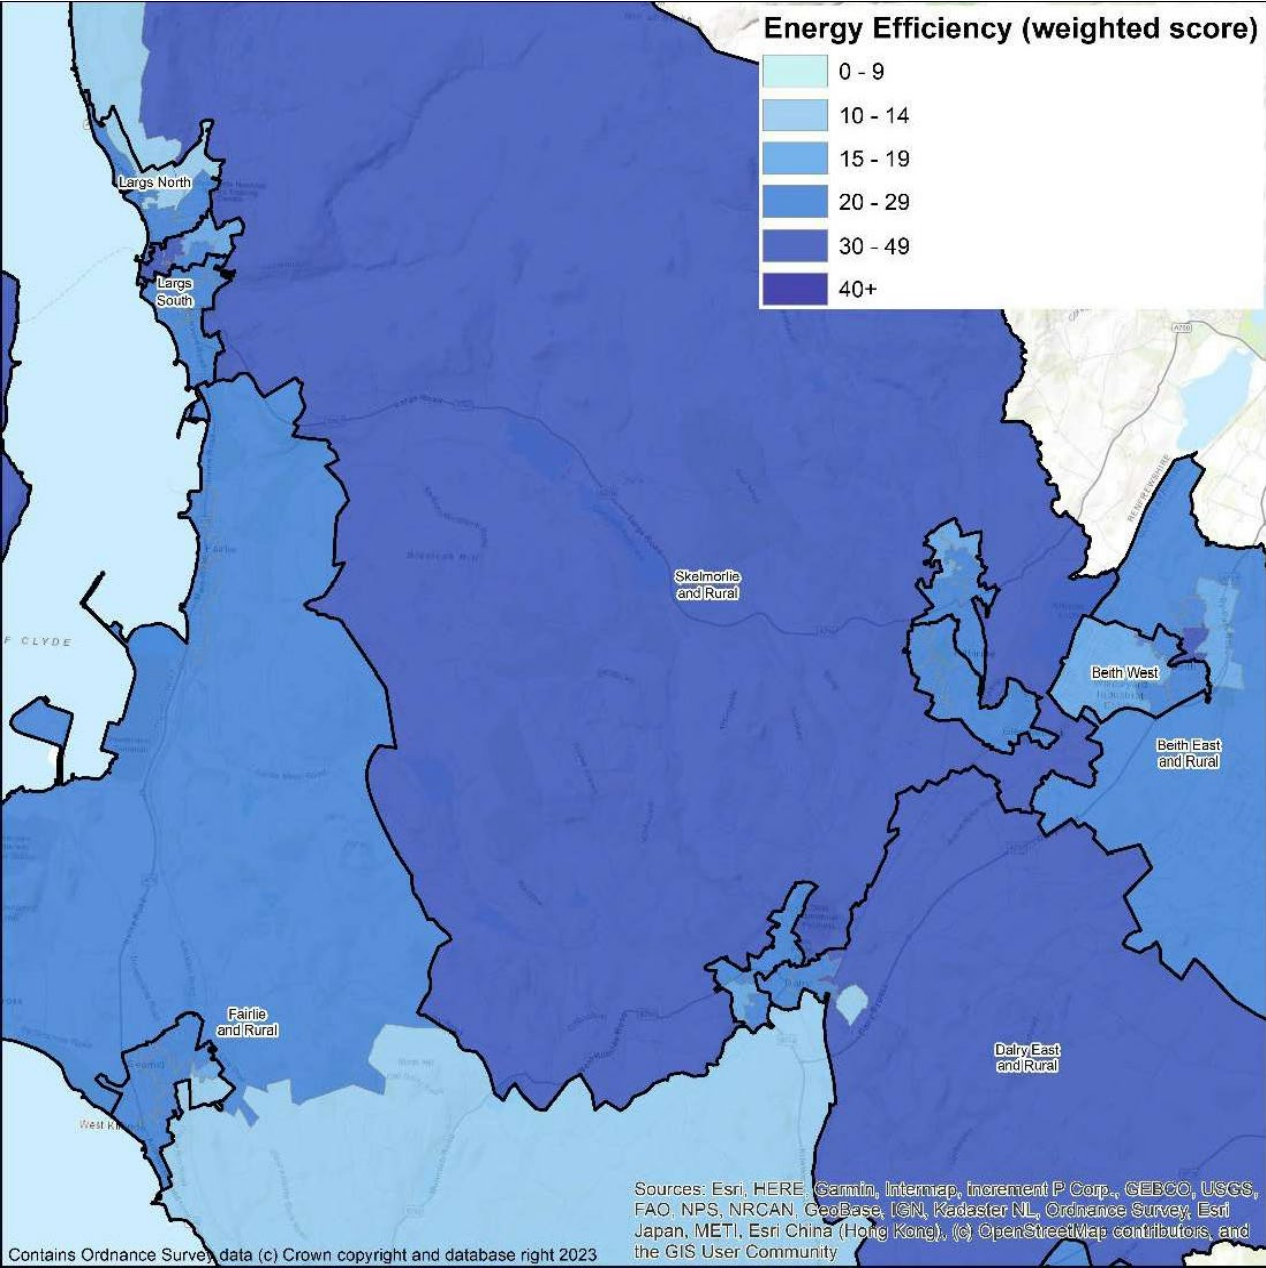 Energy Efficiency (weighted score)
0 - 9
10 - 14
15 - 19
20 - 29
30 - 49
40+
Largs North
Largs
South
RENFREWSHIRE
Skelmorlie
and Rural
F CLYDE
Beith West
Beith East
and Rural
Fairlie
and Rural
Dalry East
and Rural
West K
Sources: Esri, HERE, Garmin, Intermap, increment P Corp., GEBCO, USGS,
FAO, NPS, NRCAN, GeoBase, IGN, Kadaster NL, Ordnance Survey, Esri
Japan, METI, Esri China (Hong Kong), (c) OpenStreetMap contributors, and
the GIS User Community
Contains Ordnance Survey data (c) Crown copyright and database right 2023